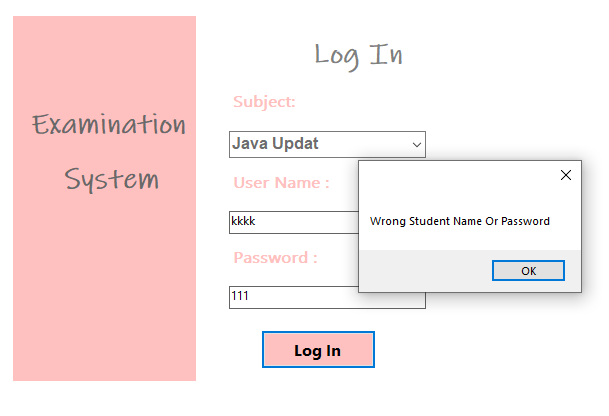 Examination
System
Log In
Subject:
Java Updat
User Name :
kkkk
Password :
111
Log In
Wrong Student Name Or Password
OK